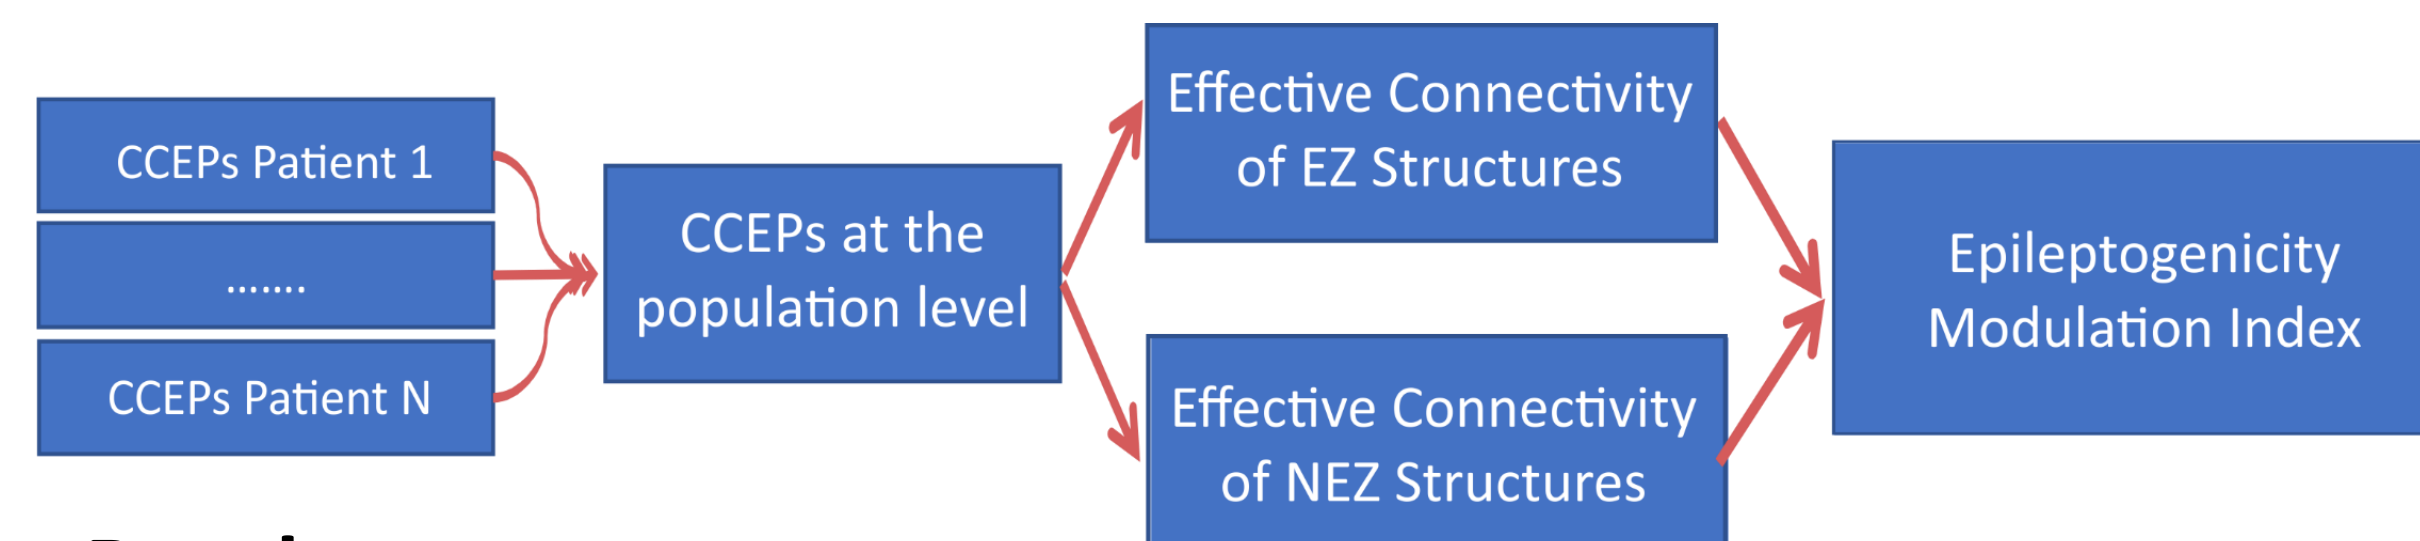 CCEPs Patient 1
.......
CCEPs Patient N
CCEPs at the
population level
Effective Connectivity
of EZ Structures
Effective Connectivity
of NEZ Structures
Epileptogenicity
Modulation Index